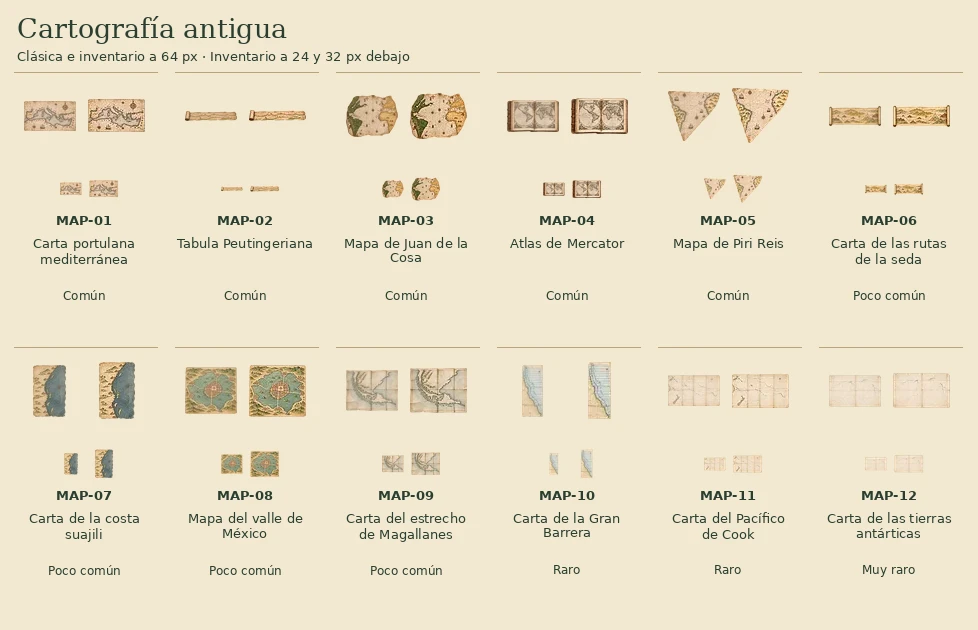 Cartografía antigua
Clásica e inventario a 64 px · Inventario a 24 y 32 px debajo
MAP-01
Carta portulana
mediterránea
Común
MAP-02
Tabula Peutingeriana
Común
MAP-03
Mapa de Juan de la
Cosa
Común
MAP-04
Atlas de Mercator
Común
MAP-05
Mapa de Piri Reis
Común
MAP-06
Carta de las rutas
de la seda
Poco común
MAP-07
Carta de la costa
suajili
Poco común
MAP-08
Mapa del valle de
México
Poco común
MAP-09
Carta del estrecho
de Magallanes
Poco común
MAP-10
Carta de la Gran
Barrera
Raro
MAP-11
Carta del Pacífico
de Cook
Raro
MAP-12
Carta de las tierras
antárticas
Muy raro